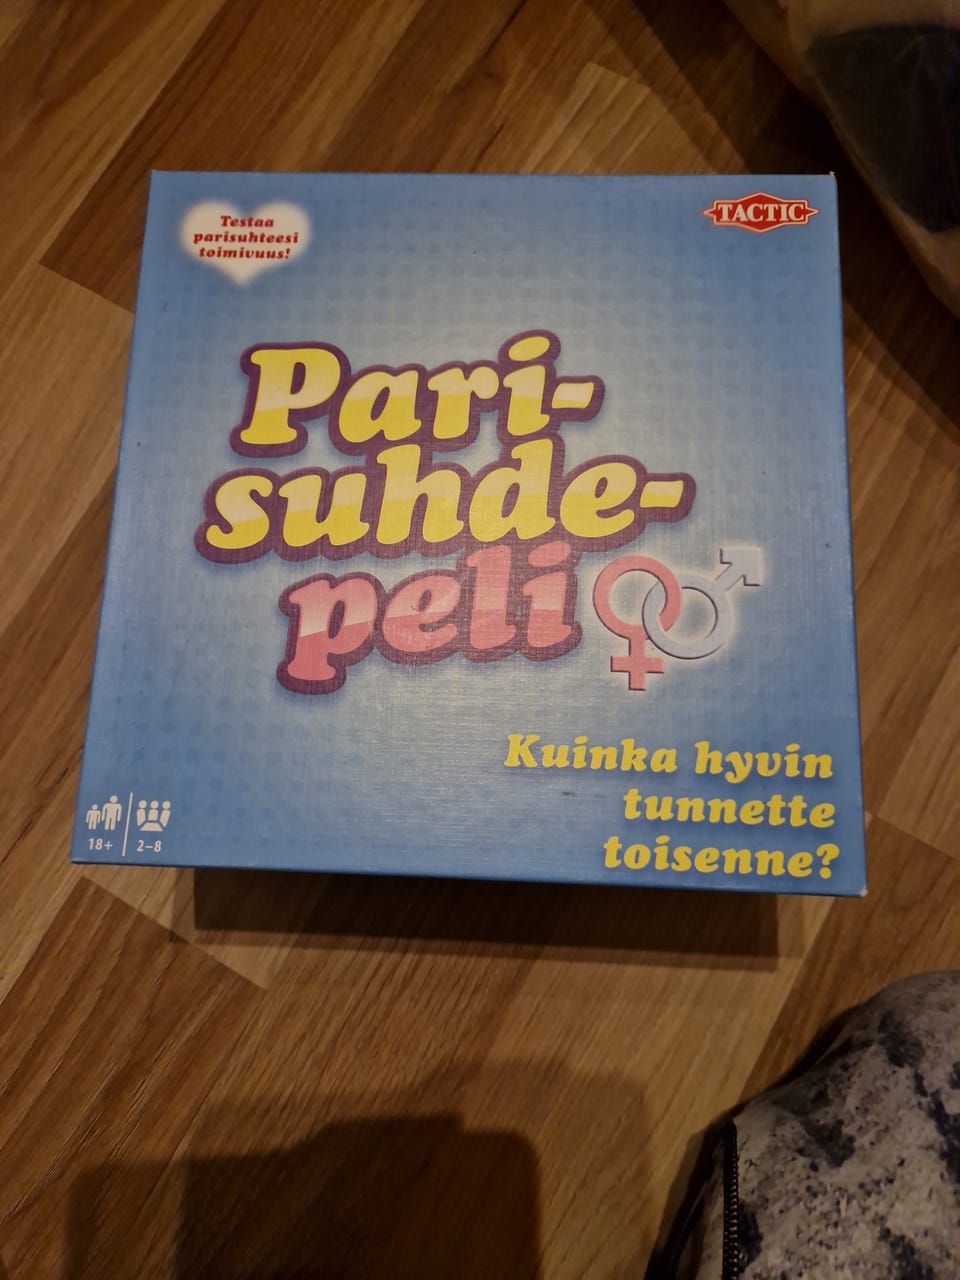 Testaa
parisuhteesi
toimivuus!
TACTIC
Pari-
suhde-
peli
Kuinka hyvin
tunnette
toisenne?
18+
2-8